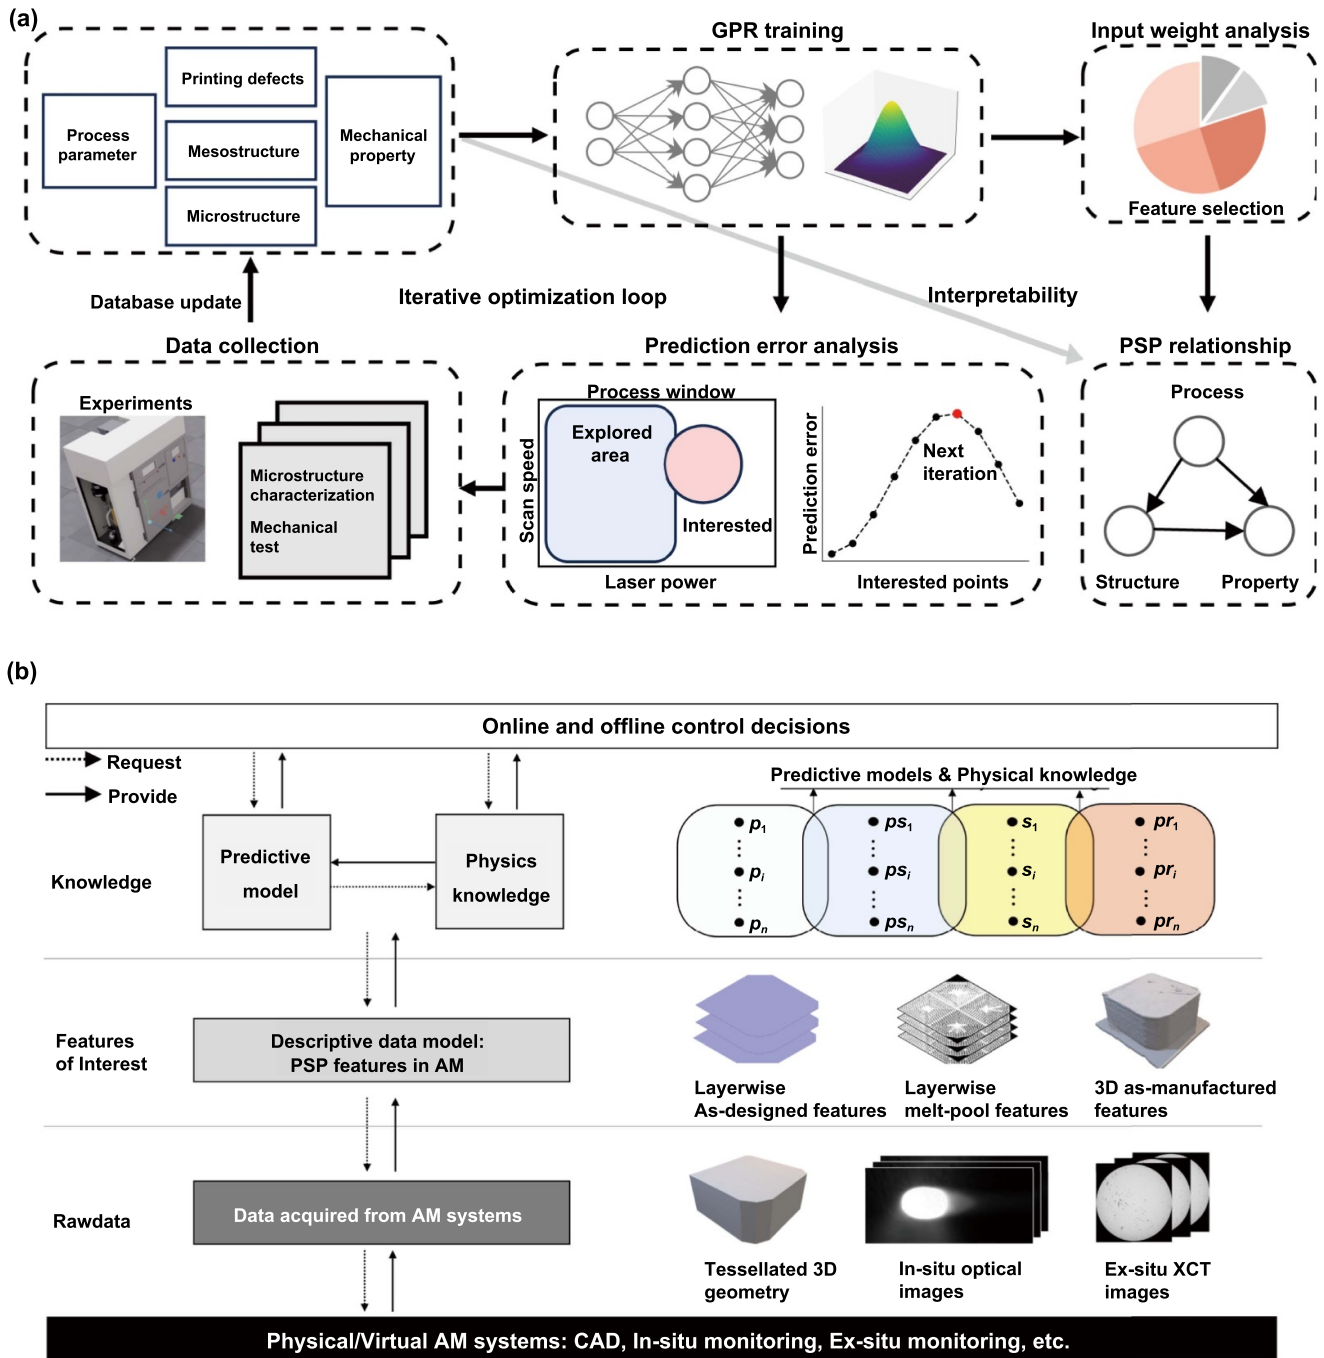 (a)
GPR training
Input weight analysis
Printing defects
Process
parameter
Mesostructure
Mechanical
property
Microstructure
Feature selection
Database update
Iterative optimization loop
Interpretability
Data collection
Prediction error analysis
PSP relationship
Experiments
Microstructure
characterization
Mechanical
test
Process window
Scan speed
Explored
area
Interested
Laser power
Prediction error
Next
iteration
Interested points
Process
Structure
Property
(b)
Online and offline control decisions
Request
Provide
Predictive models & Physical knowledge
Knowledge
Predictive
model
Physics
knowledge
p1
ps1
s1
pr1
pi
psi
si
pri
pn
psn
sn
prn
Features
of Interest
Descriptive data model:
PSP features in AM
Layerwise
As-designed features
Layerwise
melt-pool features
3D as-manufactured
features
Rawdata
Data acquired from AM systems
Tessellated 3D
geometry
In-situ optical
images
Ex-situ XCT
images
Physical/Virtual AM systems: CAD, In-situ monitoring, Ex-situ monitoring, etc.